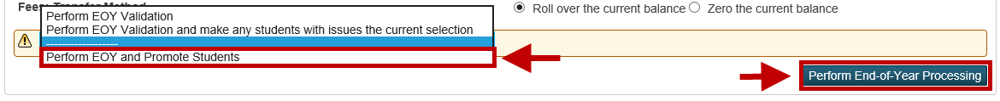 Fees Transfer Method
Roll over the current balance Zero the current balance
Perform EOY Validation
Perform EOY Validation and make any students with issues the current selection
--------------------
Perform EOY and Promote Students
Perform End-of-Year Processing